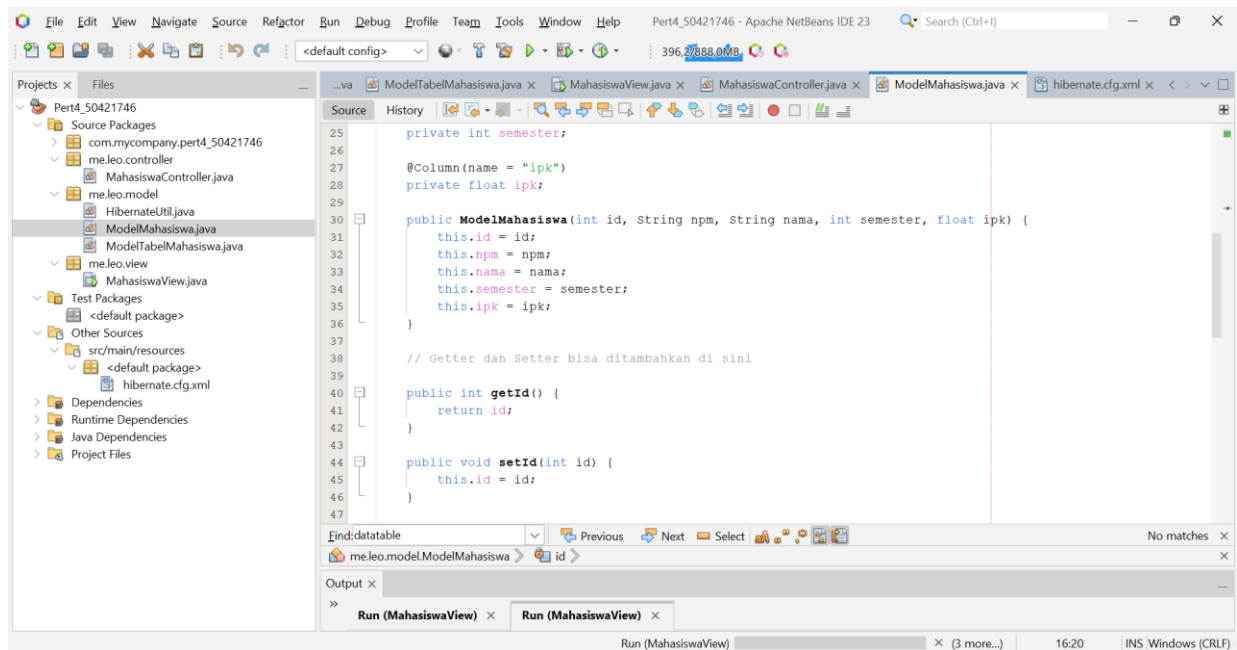 File Edit View Navigate Source Refactor Run Debug Profile Team Tools Window Help Pert4_50421746 - Apache NetBeans IDE 23 Search (Ctrl+I)
<default config> 396,2/888,0MB
Projects Files
...va ModelTabelMahasiswa.java MahasiswaView.java MahasiswaController.java ModelMahasiswa.java hibernate.cfg.xml
Pert4_50421746
Source Packages
com.mycompany.pert4_50421746
me.leo.controller
MahasiswaController.java
me.leo.model
HibernateUtil.java
ModelMahasiswa.java
ModelTabelMahasiswa.java
me.leo.view
MahasiswaView.java
Test Packages
<default package>
Other Sources
src/main/resources
<default package>
hibernate.cfg.xml
Dependencies
Runtime Dependencies
Java Dependencies
Project Files
Source History
25 private int semester;
26
27 @Column(name = "ipk")
28 private float ipk;
29
30 public ModelMahasiswa(int id, String npm, String nama, int semester, float ipk) {
31 this.id = id;
32 this.npm = npm;
33 this.nama = nama;
34 this.semester = semester;
35 this.ipk = ipk;
36 }
37
38 // Getter dan Setter bisa ditambahkan di sini
39
40 public int getId() {
41 return id;
42 }
43
44 public void setId(int id) {
45 this.id = id;
46 }
47
Find: datatable Previous Next Select No matches
me.leo.model.ModelMahasiswa id
Output
Run (MahasiswaView) Run (MahasiswaView)
Run (MahasiswaView) (3 more...) 16:20 INS Windows (CRLF)